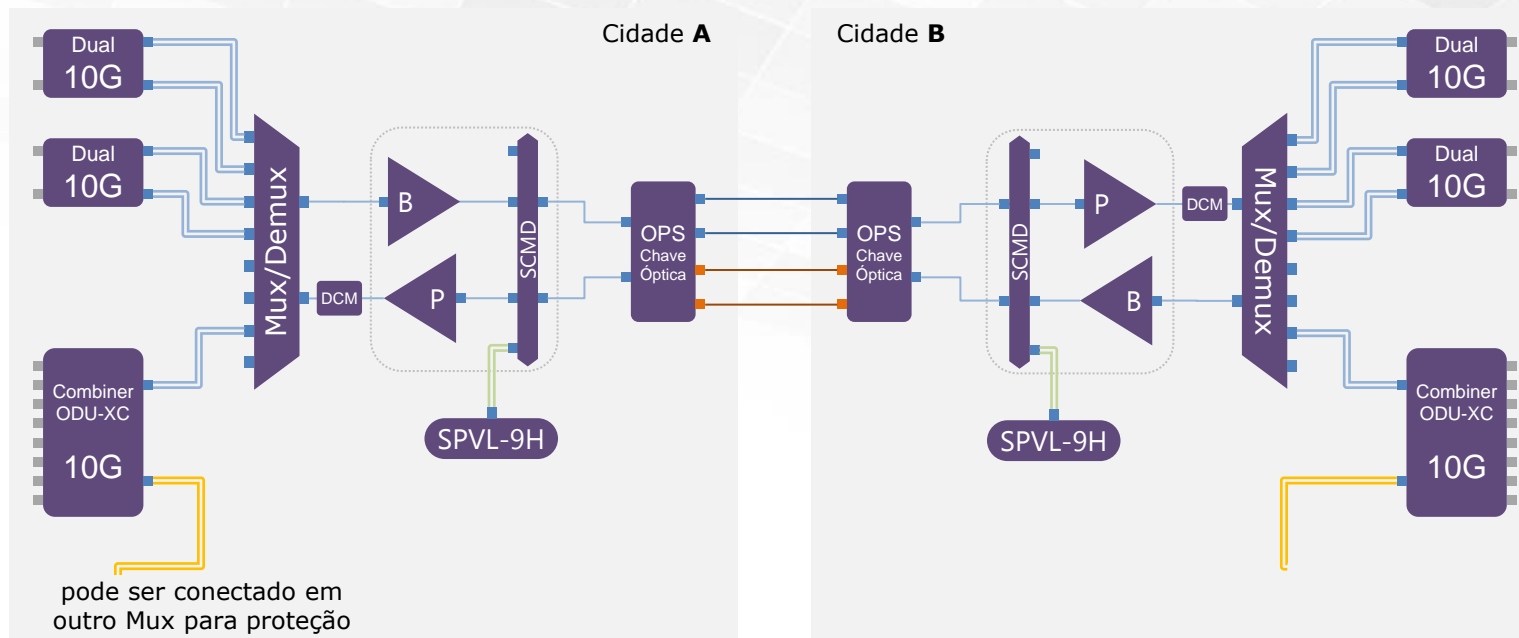 Cidade A
Dual
10G
Dual
10G
Mux/Demux
B
P
DCM
SCMD
OPS
Chave
Óptica
SPVL-9H
Combiner
ODU-XC
10G
pode ser conectado em
outro Mux para proteção
Cidade B
OPS
Chave
Óptica
SCMD
P
B
DCM
Mux/Demux
SPVL-9H
Dual
10G
Dual
10G
Combiner
ODU-XC
10G